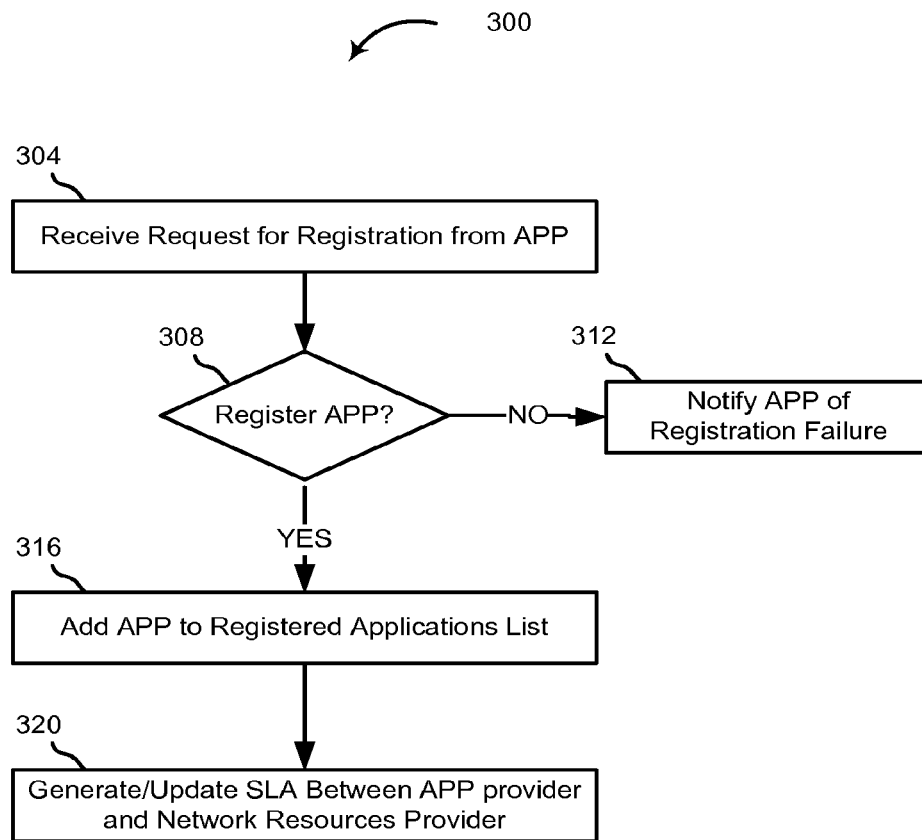 300
304
Receive Request for Registration from APP
308
Register APP?
NO
312
Notify APP of
Registration Failure
YES
316
Add APP to Registered Applications List
320
Generate/Update SLA Between APP provider
and Network Resources Provider